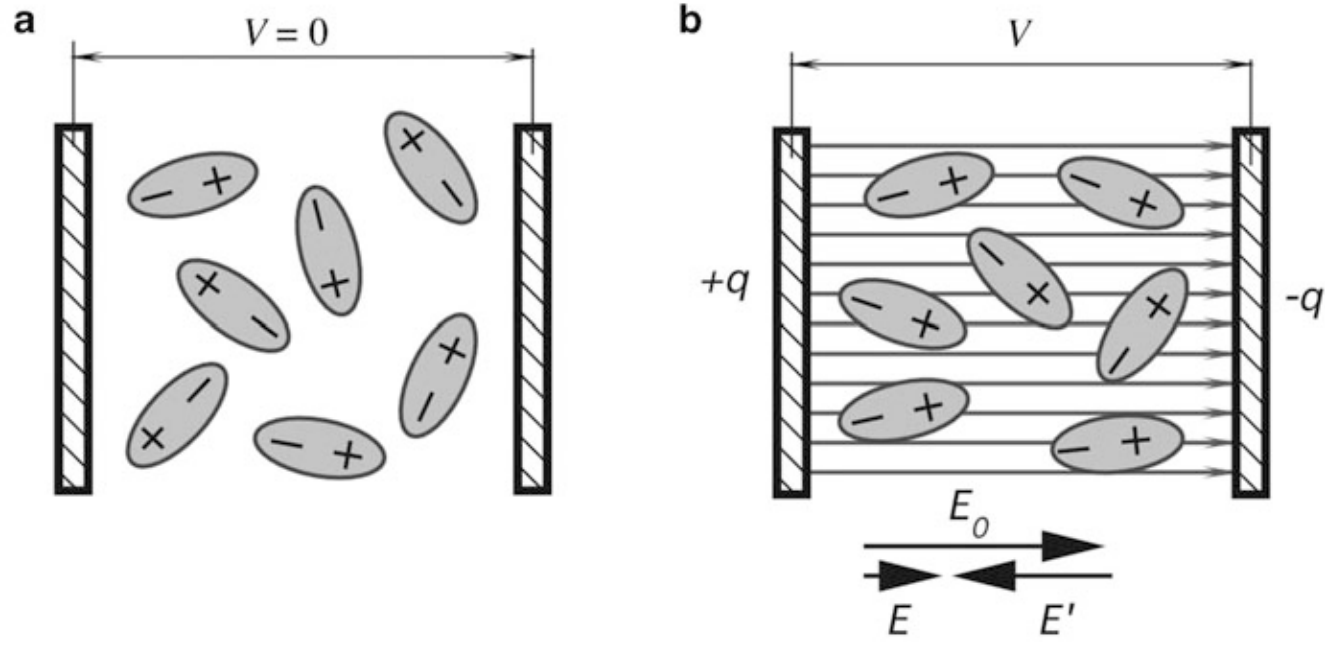 a
V = 0
− +
+ −
− +
+ −
− +
− +
− +
b
V
+q
-q
− +
− +
− +
− +
− +
− +
− +
E₀
E
E'